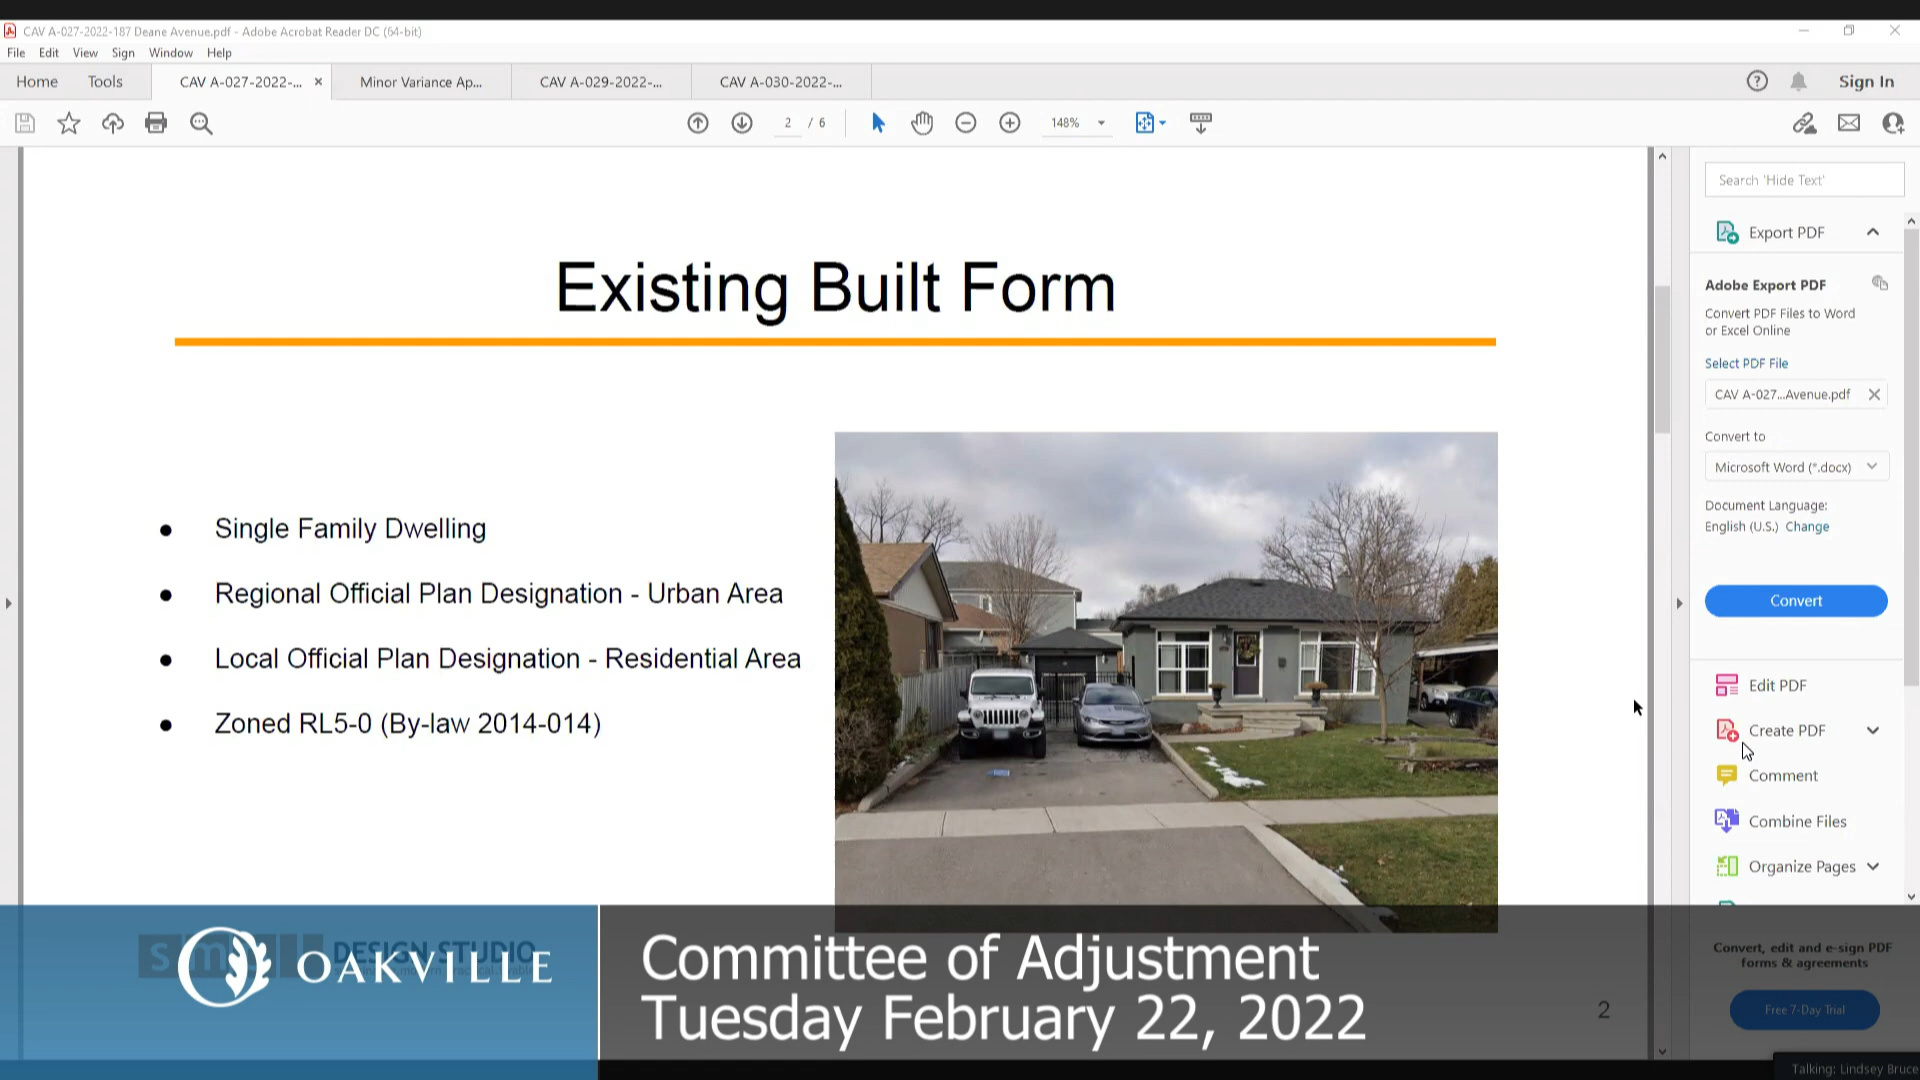 CAV A-027-2022-187 Deane Avenue.pdf - Adobe Acrobat Reader DC (64-bit)
File Edit View Sign Window Help
Home Tools CAV A-027-2022-... × Minor Variance Ap... CAV A-029-2022-... CAV A-030-2022-... Sign In
2 / 6 148%
Search 'Hide Text'
Export PDF
Adobe Export PDF
Convert PDF Files to Word
or Excel Online
Select PDF File
CAV A-027...Avenue.pdf
Convert to
Microsoft Word (*.docx)
Document Language:
English (U.S.) Change
Convert
Edit PDF
Create PDF
Comment
Combine Files
Organize Pages
Convert, edit and e-sign PDF
forms & agreements
Free 7-Day Trial
Existing Built Form
● Single Family Dwelling
● Regional Official Plan Designation - Urban Area
● Local Official Plan Designation - Residential Area
● Zoned RL5-0 (By-law 2014-014)
DESIGN STUDIO
OAKVILLE
Committee of Adjustment
Tuesday February 22, 2022
2
Talking: Lindsey Bruce